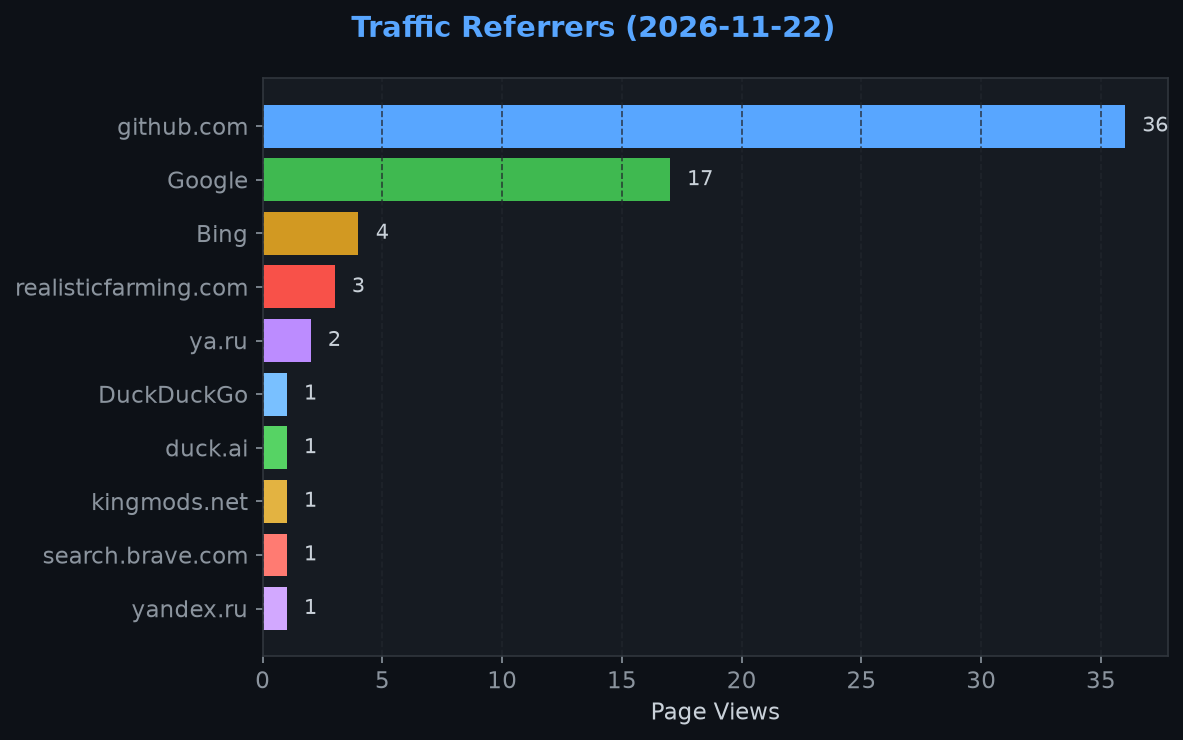 Traffic Referrers (2026-11-22)
github.com 36
Google 17
Bing 4
realisticfarming.com 3
ya.ru 2
DuckDuckGo 1
duck.ai 1
kingmods.net 1
search.brave.com 1
yandex.ru 1
0 5 10 15 20 25 30 35
Page Views